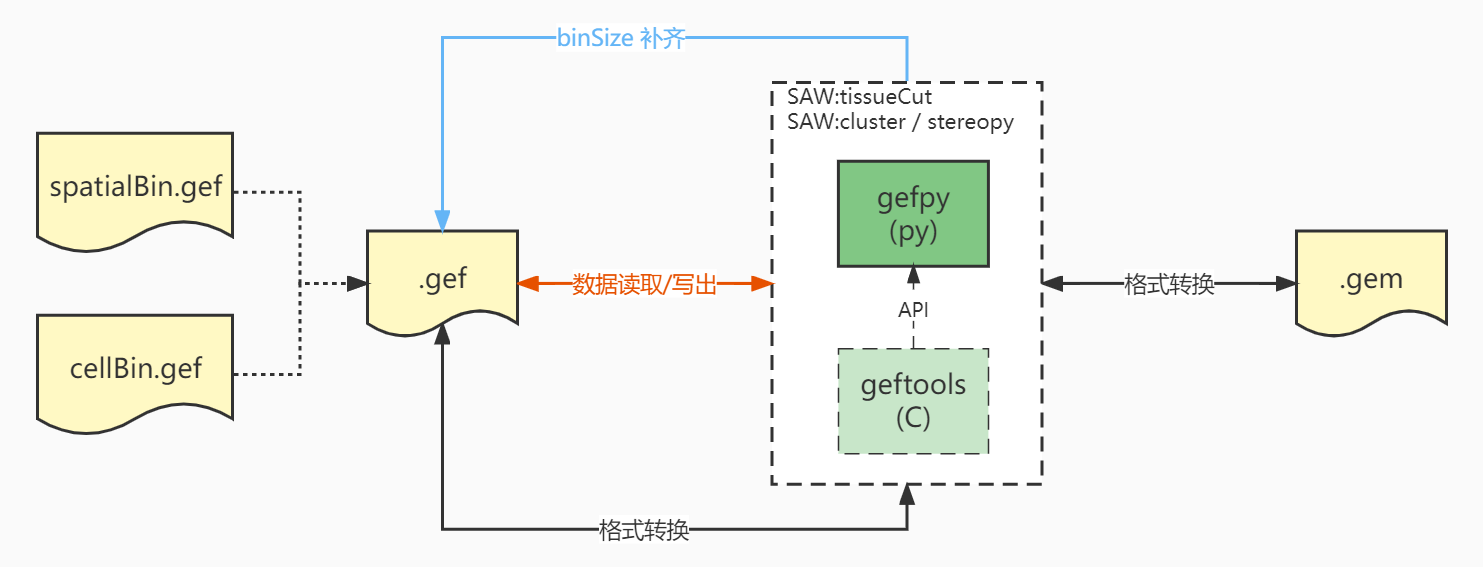 binSize 补齐
SAW:tissueCut
SAW:cluster / stereopy
spatialBin.gef
cellBin.gef
.gef
数据读取/写出
gefpy
(py)
API
geftools
(C)
格式转换
.gem
格式转换